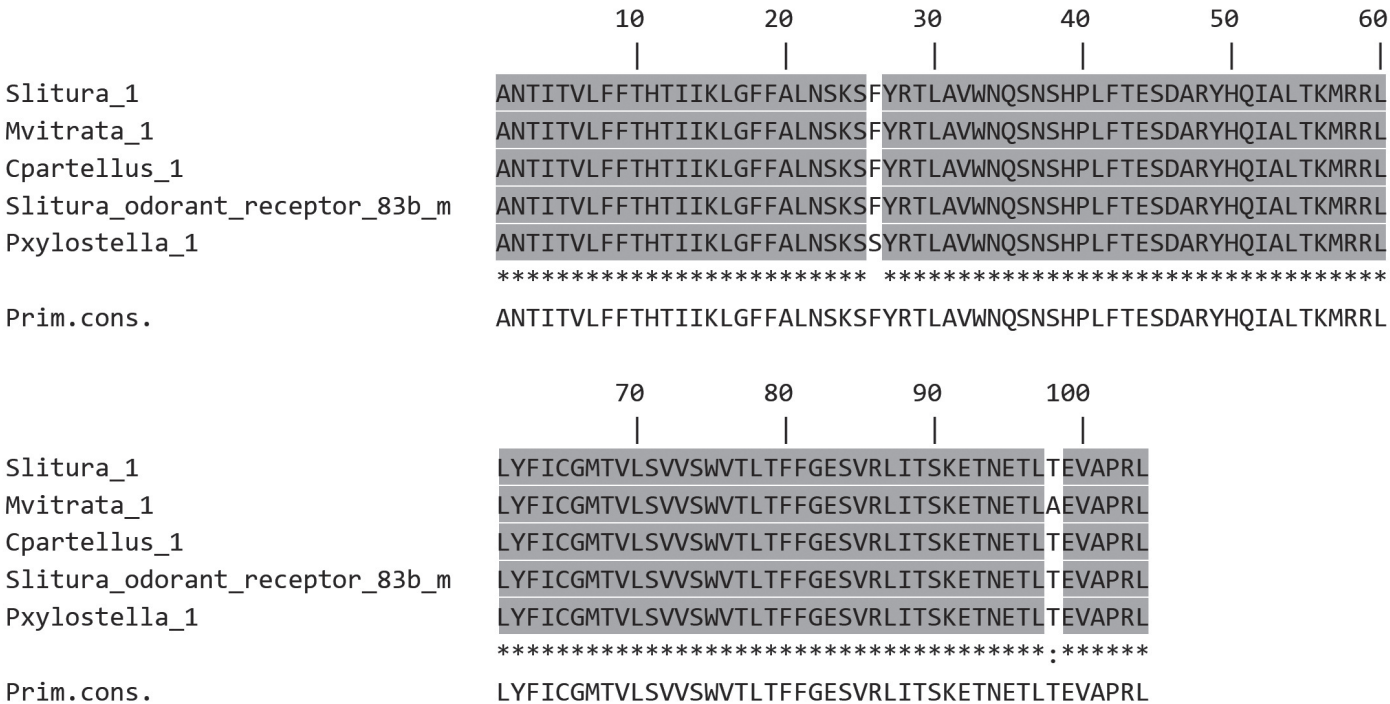 10 20 30 40 50 60
| | | | | |
Slitura_1 ANTITVLFFTHTIIKLGFFALNSKSFYRTLAVWNQSNSHPLFTESDARYHQIALTKMRRL
Mvitrata_1 ANTITVLFFTHTIIKLGFFALNSKSFYRTLAVWNQSNSHPLFTESDARYHQIALTKMRRL
Cpartellus_1 ANTITVLFFTHTIIKLGFFALNSKSFYRTLAVWNQSNSHPLFTESDARYHQIALTKMRRL
Slitura_odorant_receptor_83b_m ANTITVLFFTHTIIKLGFFALNSKSFYRTLAVWNQSNSHPLFTESDARYHQIALTKMRRL
Pxylostella_1 ANTITVLFFTHTIIKLGFFALNSKSSYRTLAVWNQSNSHPLFTESDARYHQIALTKMRRL
************************* **********************************
Prim.cons. ANTITVLFFTHTIIKLGFFALNSKSFYRTLAVWNQSNSHPLFTESDARYHQIALTKMRRL
70 80 90 100
| | | |
Slitura_1 LYFICGMTVLSVVSWVTLTFFGESVRLITSKETNETLTEVAPRL
Mvitrata_1 LYFICGMTVLSVVSWVTLTFFGESVRLITSKETNETLAEVAPRL
Cpartellus_1 LYFICGMTVLSVVSWVTLTFFGESVRLITSKETNETLTEVAPRL
Slitura_odorant_receptor_83b_m LYFICGMTVLSVVSWVTLTFFGESVRLITSKETNETLTEVAPRL
Pxylostella_1 LYFICGMTVLSVVSWVTLTFFGESVRLITSKETNETLTEVAPRL
*************************************:******
Prim.cons. LYFICGMTVLSVVSWVTLTFFGESVRLITSKETNETLTEVAPRL